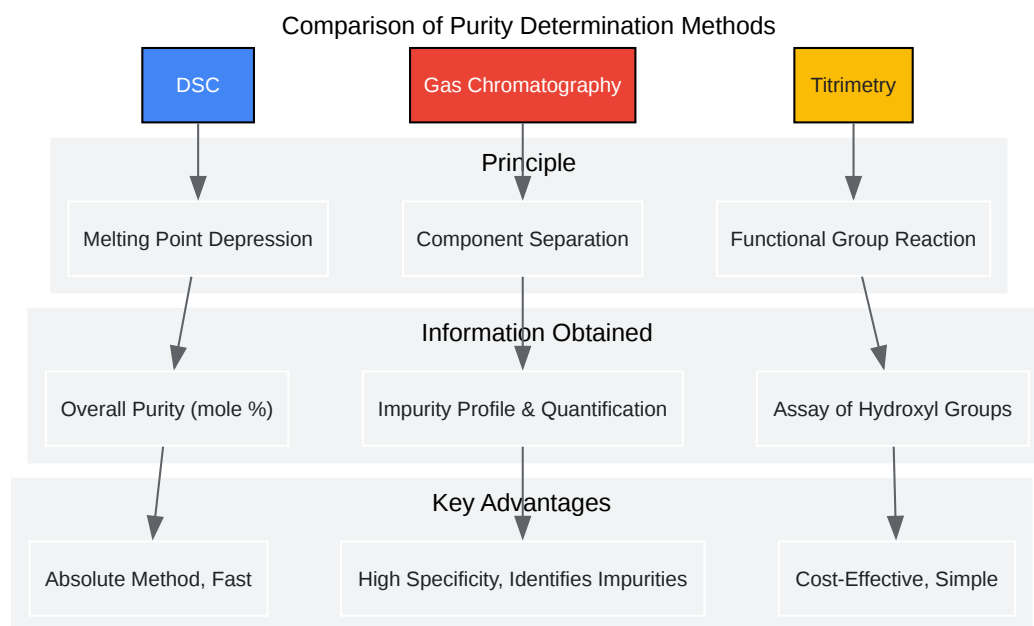 Comparison of Purity Determination Methods
DSC
Gas Chromatography
Titrimetry
Principle
Melting Point Depression
Component Separation
Functional Group Reaction
Information Obtained
Overall Purity (mole %)
Impurity Profile & Quantification
Assay of Hydroxyl Groups
Key Advantages
Absolute Method, Fast
High Specificity, Identifies Impurities
Cost-Effective, Simple